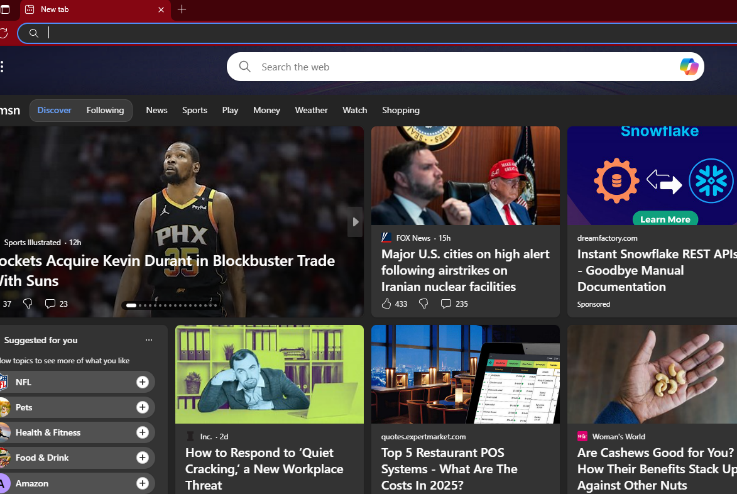 New tab
Search the web
msn
Discover
Following
News
Sports
Play
Money
Weather
Watch
Shopping
PHX
35
PayPal
Sports Illustrated · 12h
ockets Acquire Kevin Durant in Blockbuster Trade
With Suns
37
23
FOX News · 15h
Major U.S. cities on high alert
following airstrikes on
Iranian nuclear facilities
433
235
Snowflake
Learn More
dreamfactory.com
Instant Snowflake REST APIs
- Goodbye Manual
Documentation
Sponsored
Suggested for you
low topics to see more of what you like
NFL
Pets
Health & Fitness
Food & Drink
A
Amazon
Inc. · 2d
How to Respond to ‘Quiet
Cracking,’ a New Workplace
Threat
quotes.expertmarket.com
Top 5 Restaurant POS
Systems - What Are The
Costs In 2025?
Woman's World
Are Cashews Good for You?
How Their Benefits Stack Up
Against Other Nuts